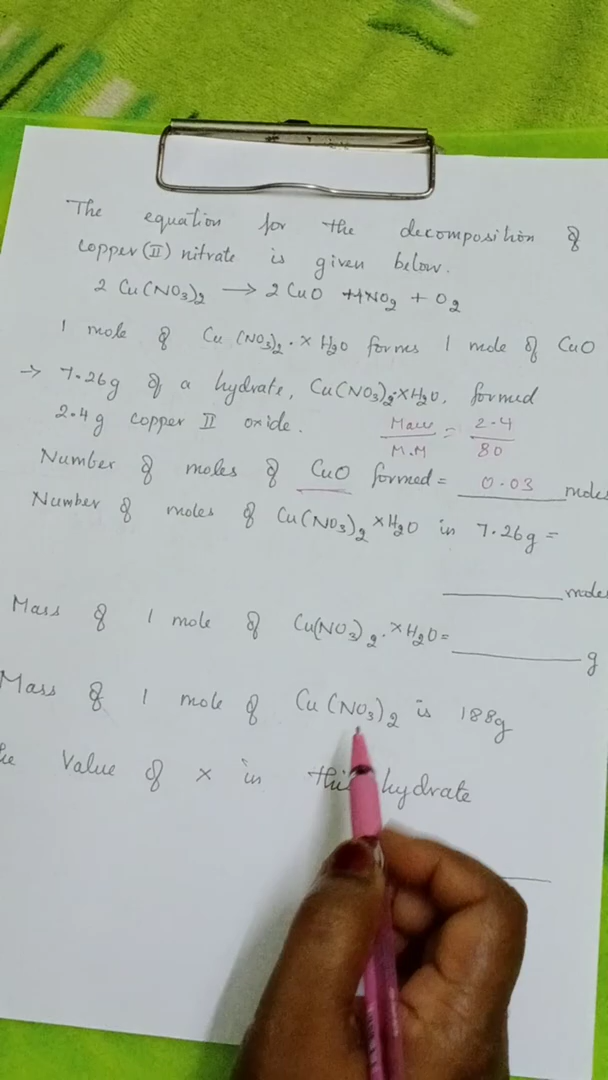 The equation for the decomposition of
copper (II) nitrate is given below.
2 Cu(NO3)2 → 2 CuO + 4NO2 + O2
1 mole of Cu (NO3)2 . x H2O forms 1 mole of CuO
→ 7.26g of a hydrate, Cu(NO3)2.xH2O, formed
2.4 g copper II oxide. Mass / M.M = 2.4 / 80
Number of moles of CuO formed = 0.03 moles
Number of moles of Cu(NO3)2 xH2O in 7.26g =
moles
Mass of 1 mole of Cu(NO3)2 . xH2O = g
Mass of 1 mole of Cu (NO3)2 is 188g
Value of x in hydrate